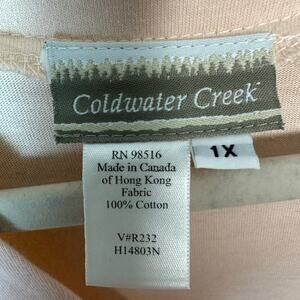 Coldwater Creek
1X
RN 98516
Made in Canada
of Hong Kong
Fabric
100% Cotton
V#R232
H14803N